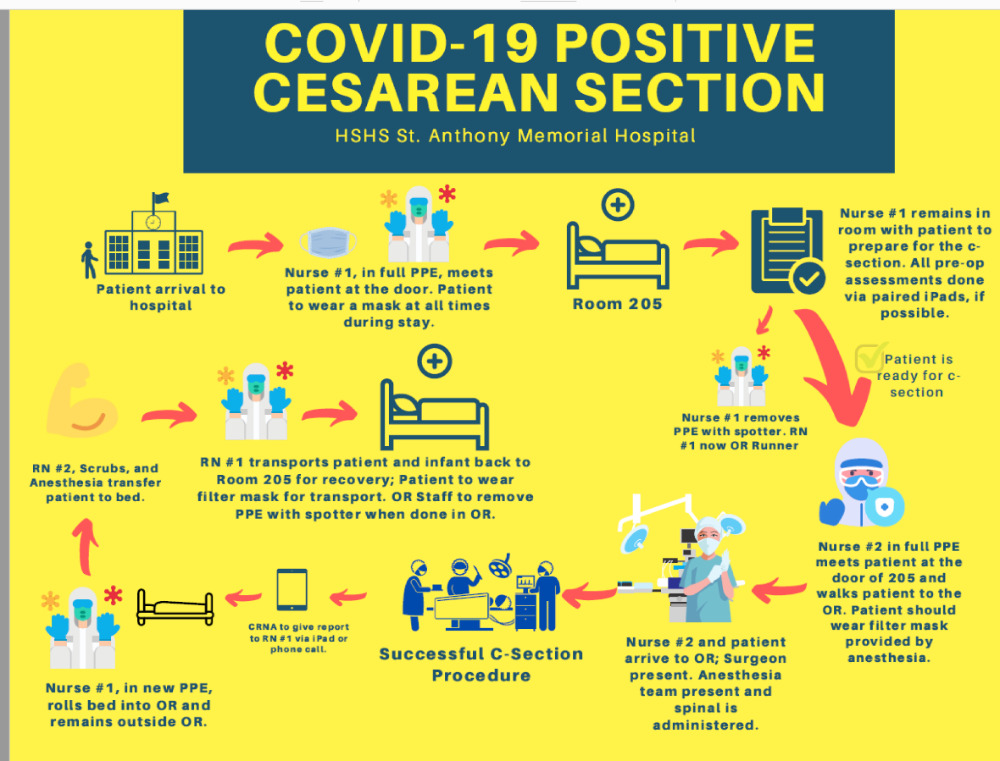 COVID-19 POSITIVE
CESAREAN SECTION
HSHS St. Anthony Memorial Hospital
Patient arrival to
hospital
Nurse #1, in full PPE, meets
patient at the door. Patient
to wear a mask at all times
during stay.
Room 205
Nurse #1 remains in
room with patient to
prepare for the c-
section. All pre-op
assessments done
via paired iPads, if
possible.
Nurse #1 removes
PPE with spotter. RN
#1 now OR Runner
Patient is
ready for c-
section
Nurse #2 in full PPE
meets patient at the
door of 205 and
walks patient to the
OR. Patient should
wear filter mask
provided by
anesthesia.
Nurse #2 and patient
arrive to OR; Surgeon
present. Anesthesia
team present and
spinal is
administered.
Successful C-Section
Procedure
CRNA to give report
to RN #1 via iPad or
phone call.
Nurse #1, in new PPE,
rolls bed into OR and
remains outside OR.
RN #2, Scrubs, and
Anesthesia transfer
patient to bed.
RN #1 transports patient and infant back to
Room 205 for recovery; Patient to wear
filter mask for transport. OR Staff to remove
PPE with spotter when done in OR.